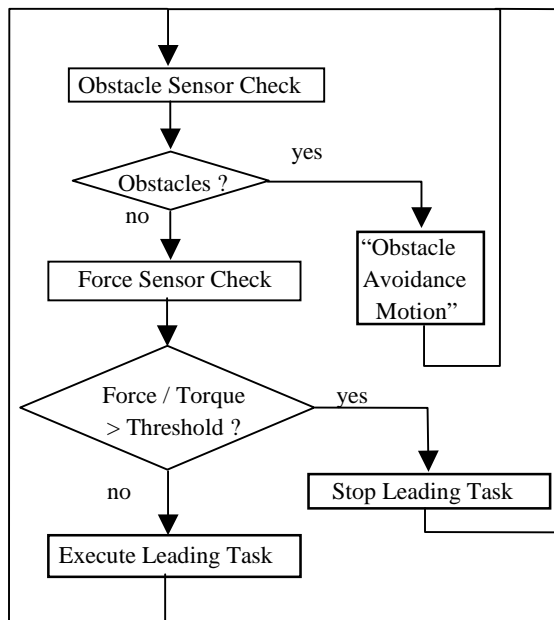 Obstacle Sensor Check
yes
Obstacles ?
no
“Obstacle
Avoidance
Motion”
Force Sensor Check
Force / Torque
> Threshold ?
yes
no
Stop Leading Task
Execute Leading Task